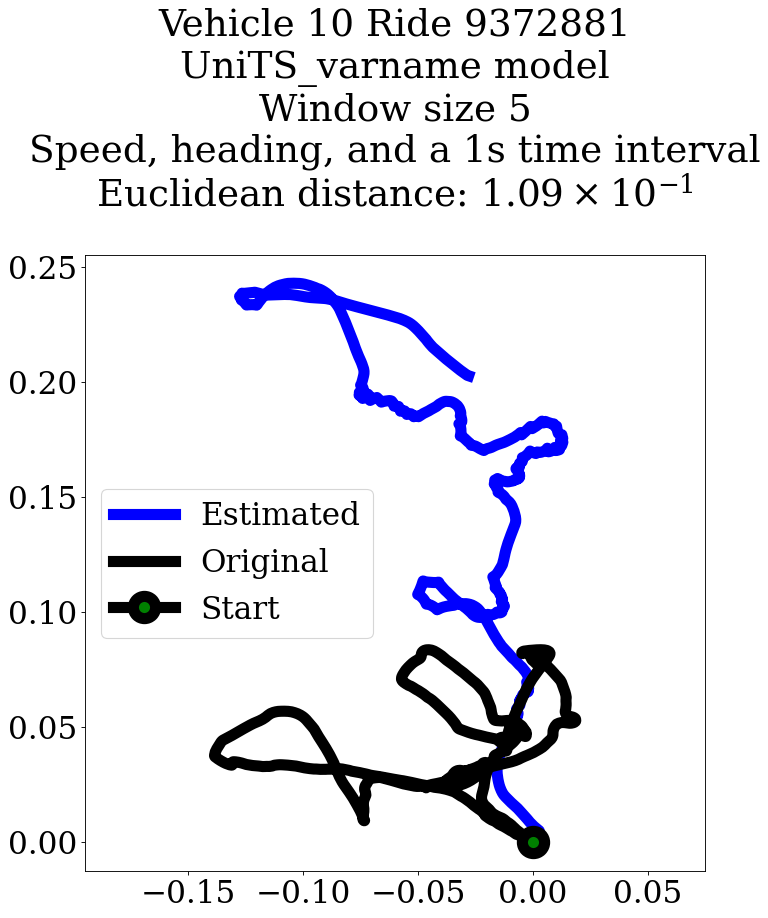 Vehicle 10 Ride 9372881
UniTS_varname model
Window size 5
Speed, heading, and a 1s time interval
Euclidean distance: 1.09 × 10⁻¹
0.25
0.20
0.15
0.10
0.05
0.00
Estimated
Original
Start
−0.15 −0.10 −0.05 0.00 0.05